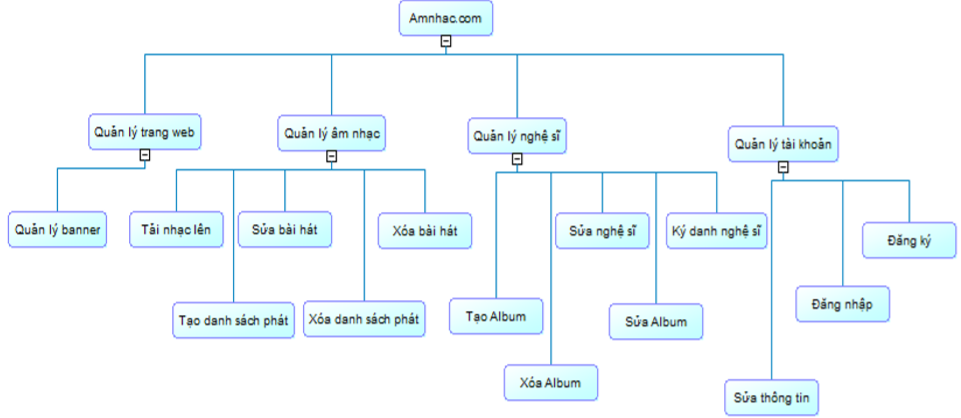 Amnhac.com
Quản lý trang web
Quản lý âm nhạc
Quản lý nghệ sĩ
Quản lý tài khoản
Quản lý banner
Tải nhạc lên
Sửa bài hát
Xóa bài hát
Sửa nghệ sĩ
Ký danh nghệ sĩ
Đăng ký
Tạo danh sách phát
Xóa danh sách phát
Tạo Album
Sửa Album
Đăng nhập
Xóa Album
Sửa thông tin